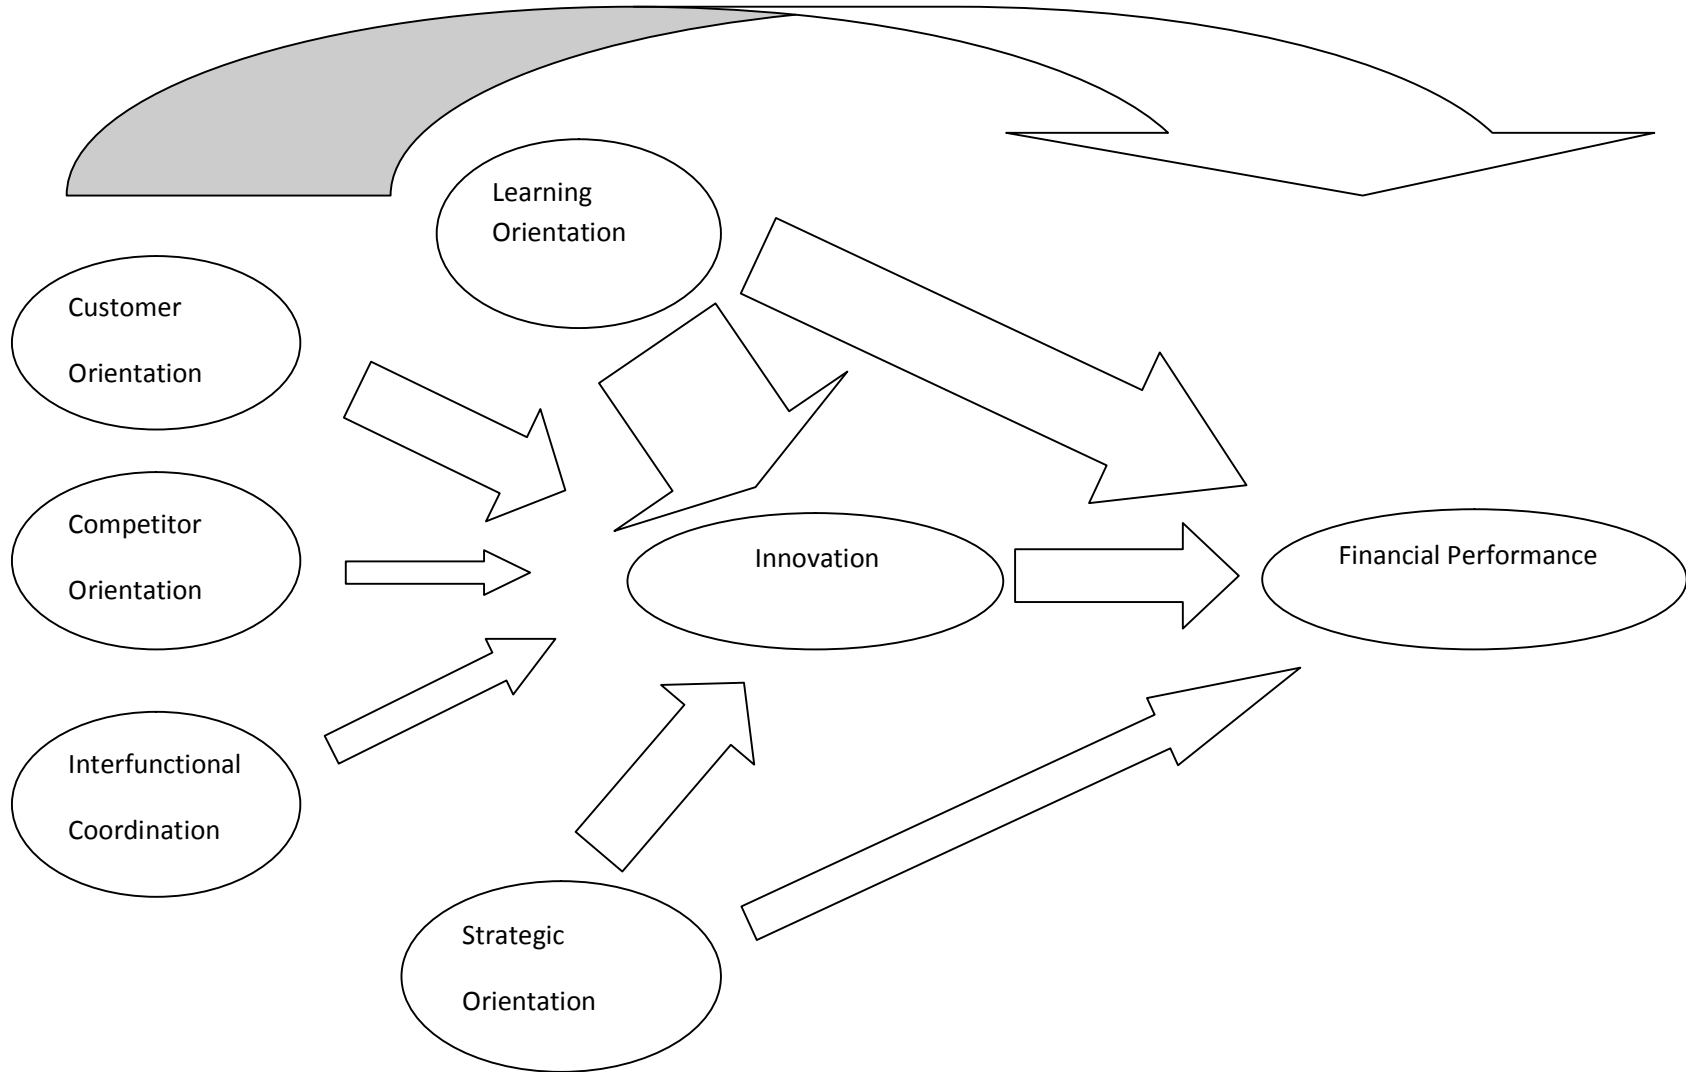 Learning
Orientation
Customer
Orientation
Competitor
Orientation
Innovation
Financial Performance
Interfunctional
Coordination
Strategic
Orientation